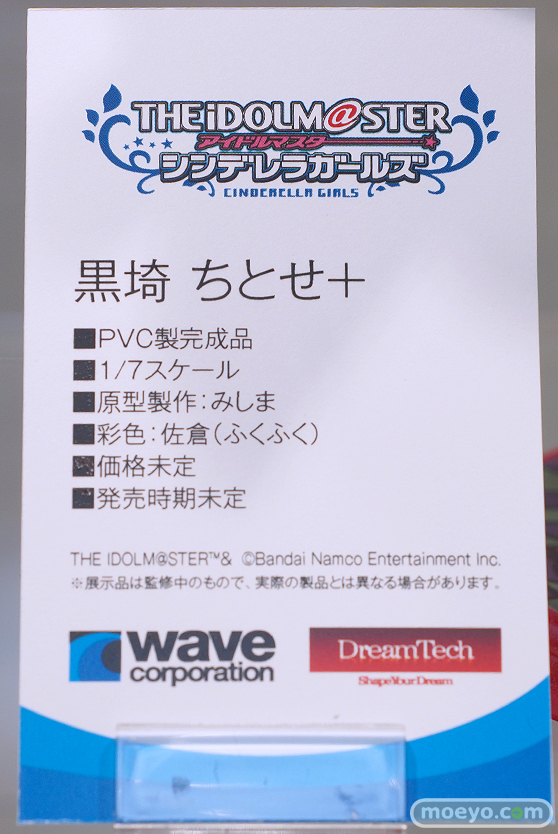 THE iDOLM@STER
アイドルマスター
シンデレラガールズ
CINDERELLA GIRLS
黒埼 ちとせ＋
■PVC製完成品
■1/7スケール
■原型製作：みしま
■彩色：佐倉（ふくふく）
■価格未定
■発売時期未定
THE IDOLM@STER™& ©Bandai Namco Entertainment Inc.
※展示品は監修中のもので、実際の製品とは異なる場合があります。
wave
corporation
DreamTech
ShapeYourDream
moeyo.com